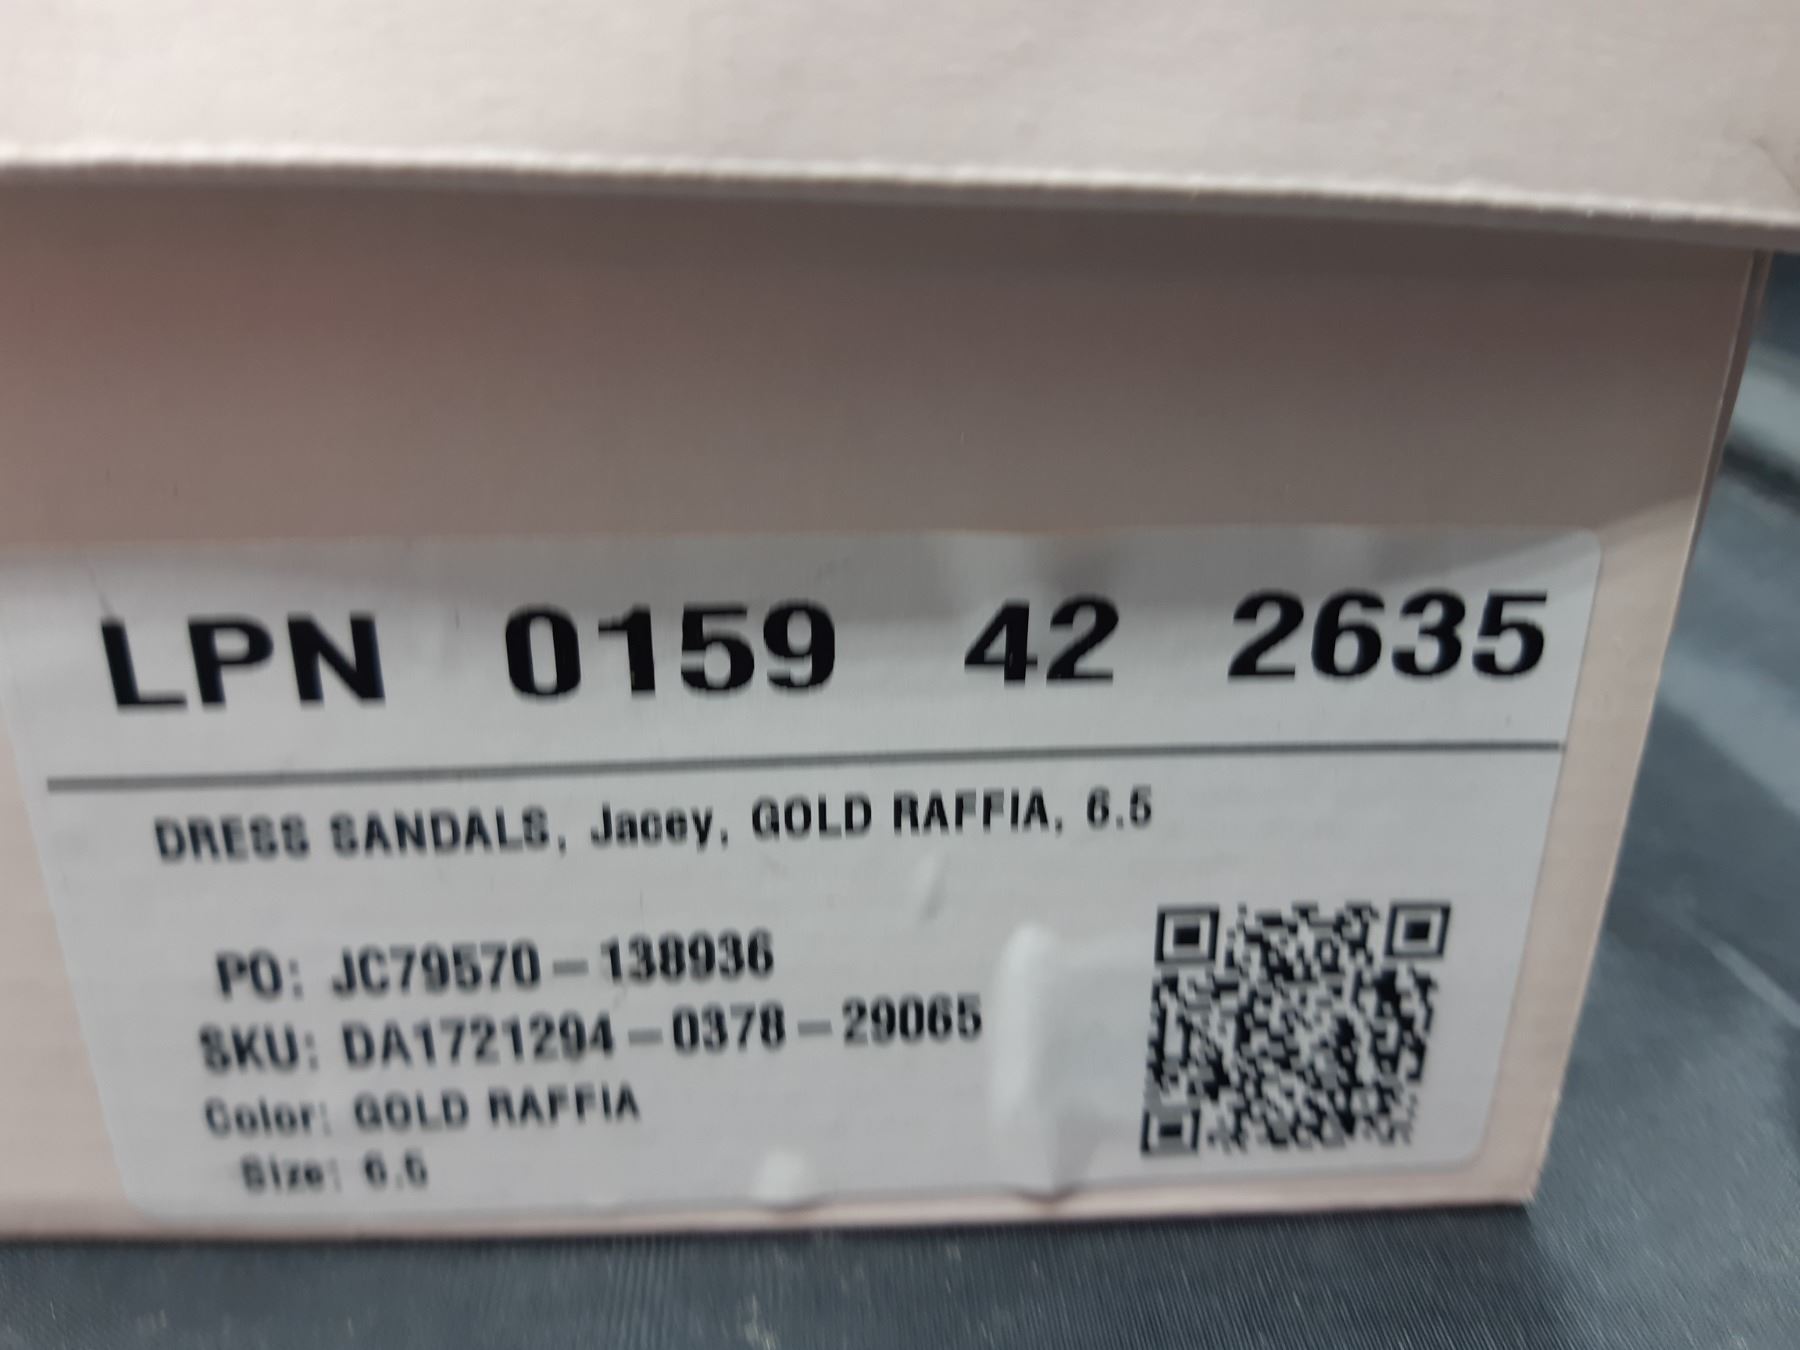 LPN 0159 42 2635
DRESS SANDALS, Jacey, GOLD RAFFIA, 6.5
PO: JC79570-138936
SKU: DA1721294-0378-29065
Color: GOLD RAFFIA
Size: 6.5